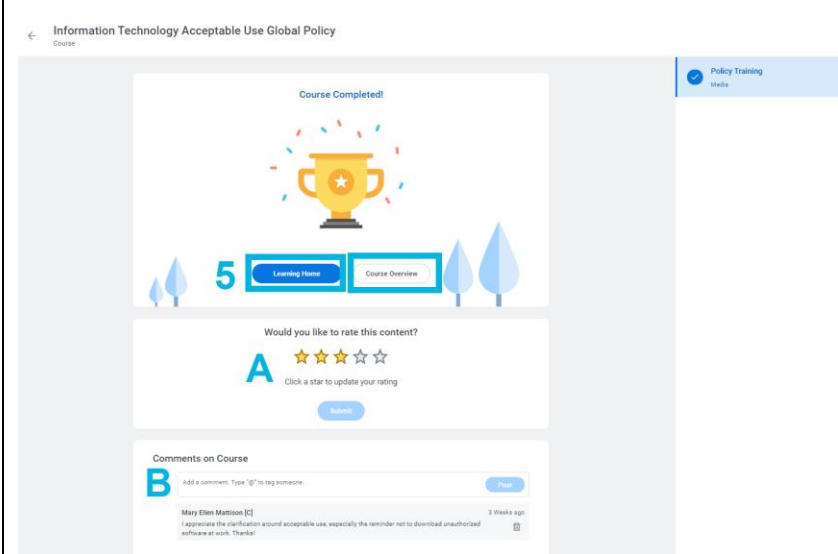 Information Technology Acceptable Use Global Policy
Course
Policy Training
Media
Course Completed!
5
Learning Home
Course Overview
Would you like to rate this content?
A
Click a star to update your rating
Submit
Comments on Course
B
Add a comment. Type "@" to tag someone.
Post
Mary Ellen Mattison [C]
3 Weeks ago
I appreciate the clarification around acceptable use, especially the reminder not to download unauthorized
software at work. Thanks!